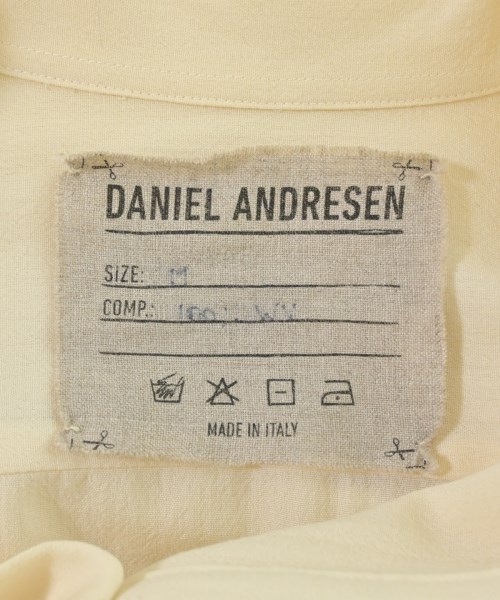 DANIEL ANDRESEN
SIZE: M
COMP.:
MADE IN ITALY